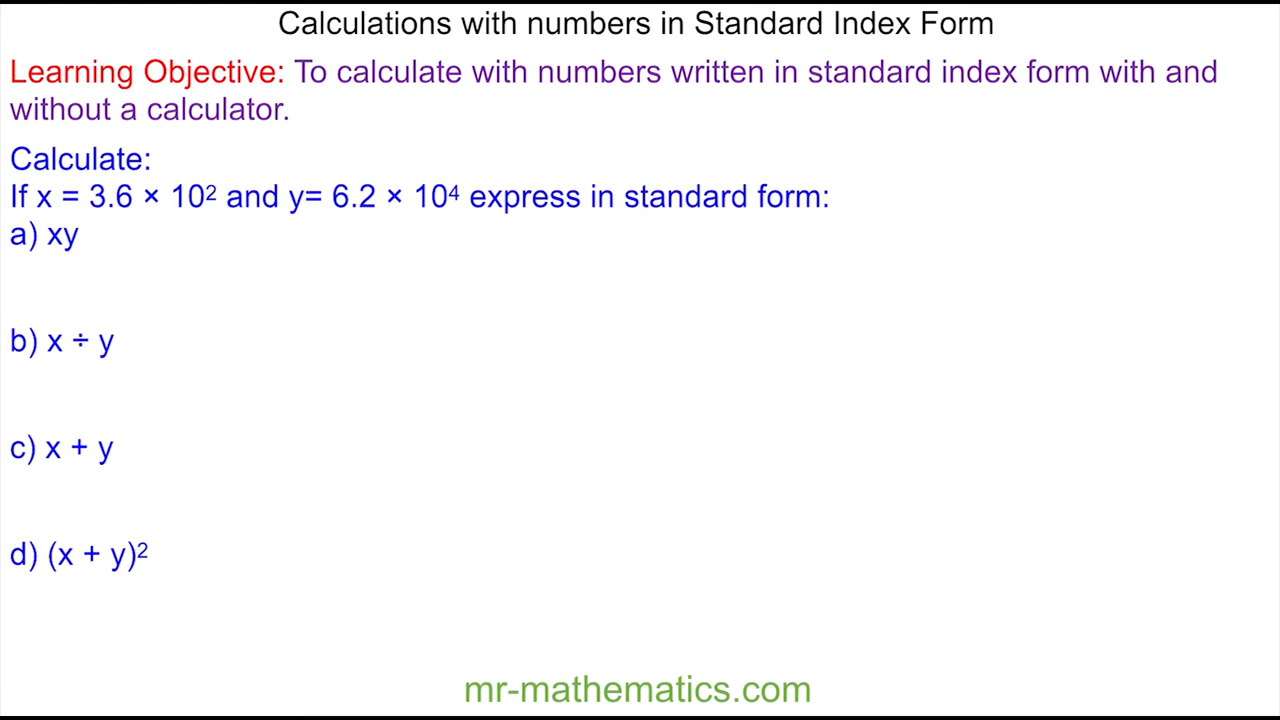 Calculations with numbers in Standard Index Form
Learning Objective: To calculate with numbers written in standard index form with and
without a calculator.
Calculate:
If x = 3.6 × 10² and y= 6.2 × 10⁴ express in standard form:
a) xy
b) x ÷ y
c) x + y
d) (x + y)²
mr-mathematics.com